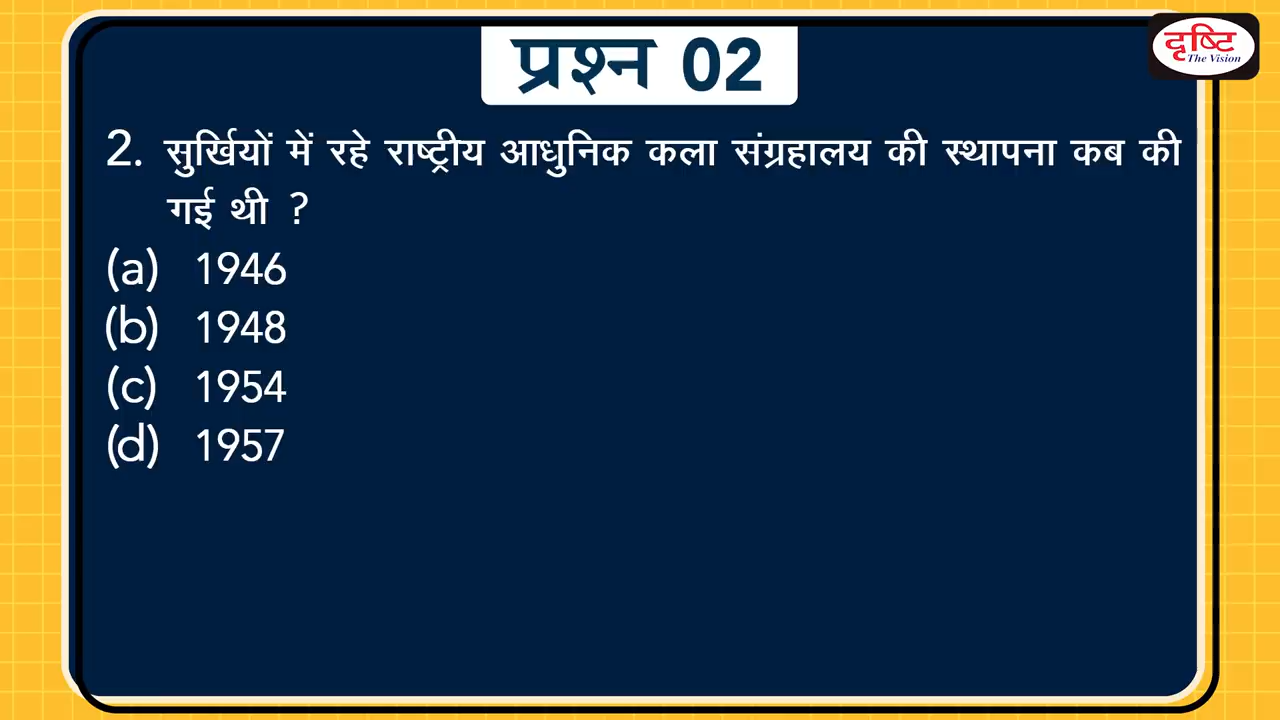 प्रश्न 02
दृष्टि
The Vision
2. सुर्खियों में रहे राष्ट्रीय आधुनिक कला संग्रहालय की स्थापना कब की
गई थी ?
(a) 1946
(b) 1948
(c) 1954
(d) 1957